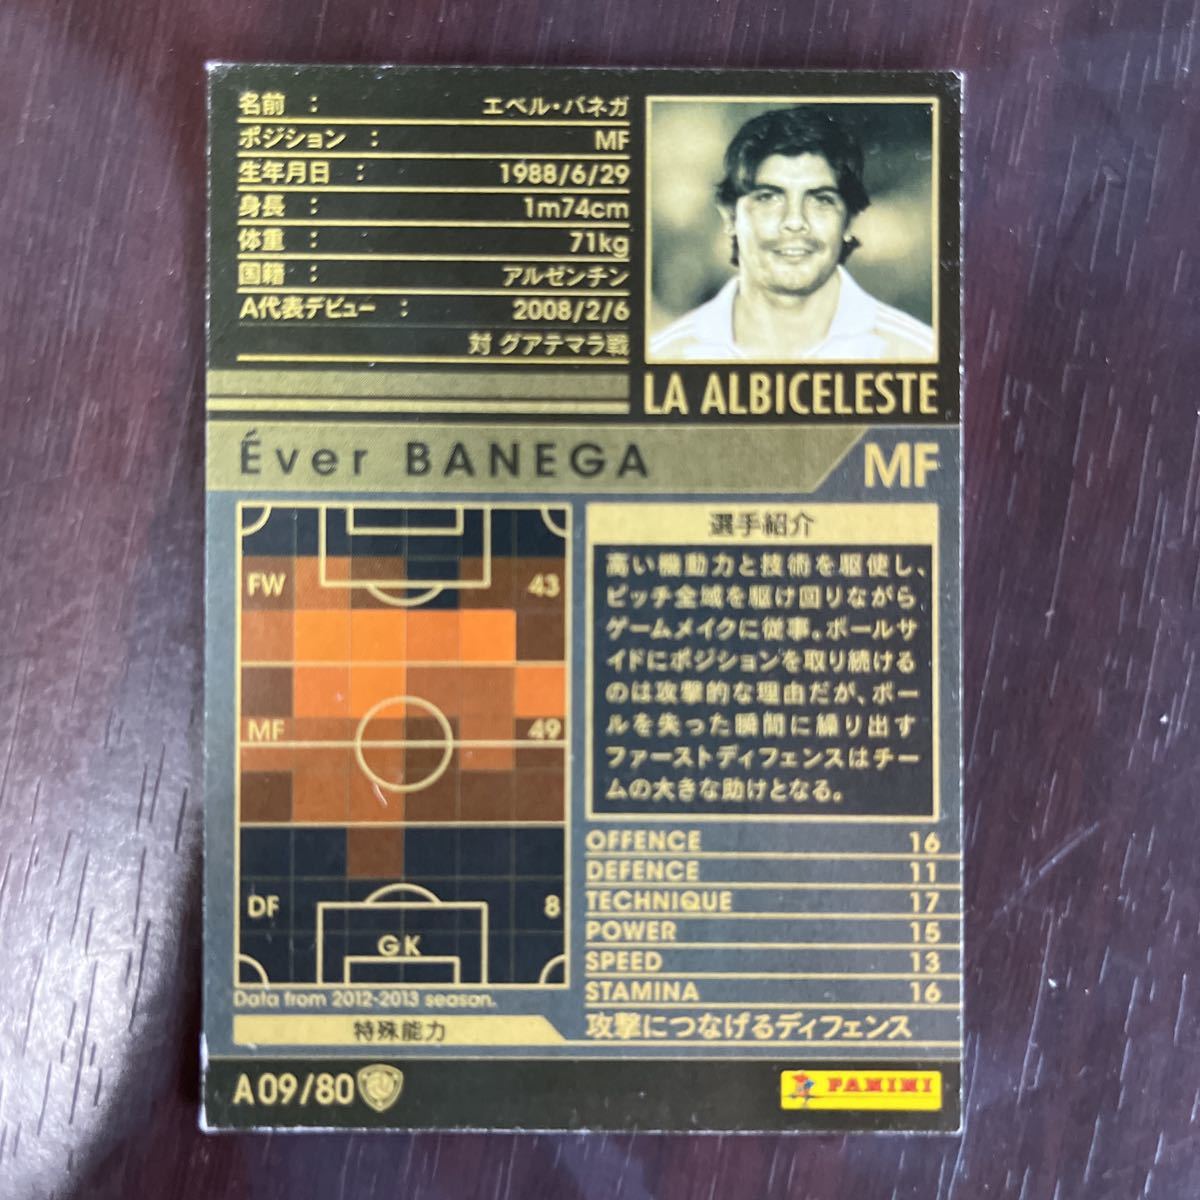 名前 : エベル・バネガ
ポジション : MF
生年月日 : 1988/6/29
身長 : 1m74cm
体重 : 71kg
国籍 : アルゼンチン
A代表デビュー : 2008/2/6
対 グアテマラ戦
LA ALBICELESTE
Éver BANEGA
MF
FW 43
MF 49
DF 8
GK
Data from 2012-2013 season.
選手紹介
高い機動力と技術を駆使し、
ピッチ全域を駆け回りながら
ゲームメイクに従事。ボールサ
イドにポジションを取り続ける
のは攻撃的な理由だが、ボー
ルを失った瞬間に繰り出す
ファーストディフェンスはチー
ムの大きな助けとなる。
OFFENCE 16
DEFENCE 11
TECHNIQUE 17
POWER 15
SPEED 13
STAMINA 16
特殊能力
攻撃につなげるディフェンス
A09/80
PANINI